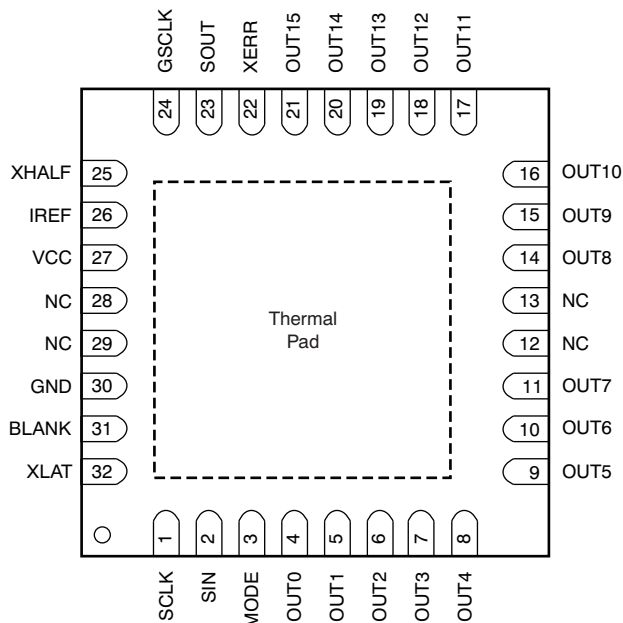 GSCLK
SOUT
XERR
OUT15
OUT14
OUT13
OUT12
OUT11
24
23
22
21
20
19
18
17
XHALF 25
IREF 26
VCC 27
NC 28
NC 29
GND 30
BLANK 31
XLAT 32
Thermal
Pad
16 OUT10
15 OUT9
14 OUT8
13 NC
12 NC
11 OUT7
10 OUT6
9 OUT5
1
2
3
4
5
6
7
8
SCLK
SIN
MODE
OUT0
OUT1
OUT2
OUT3
OUT4